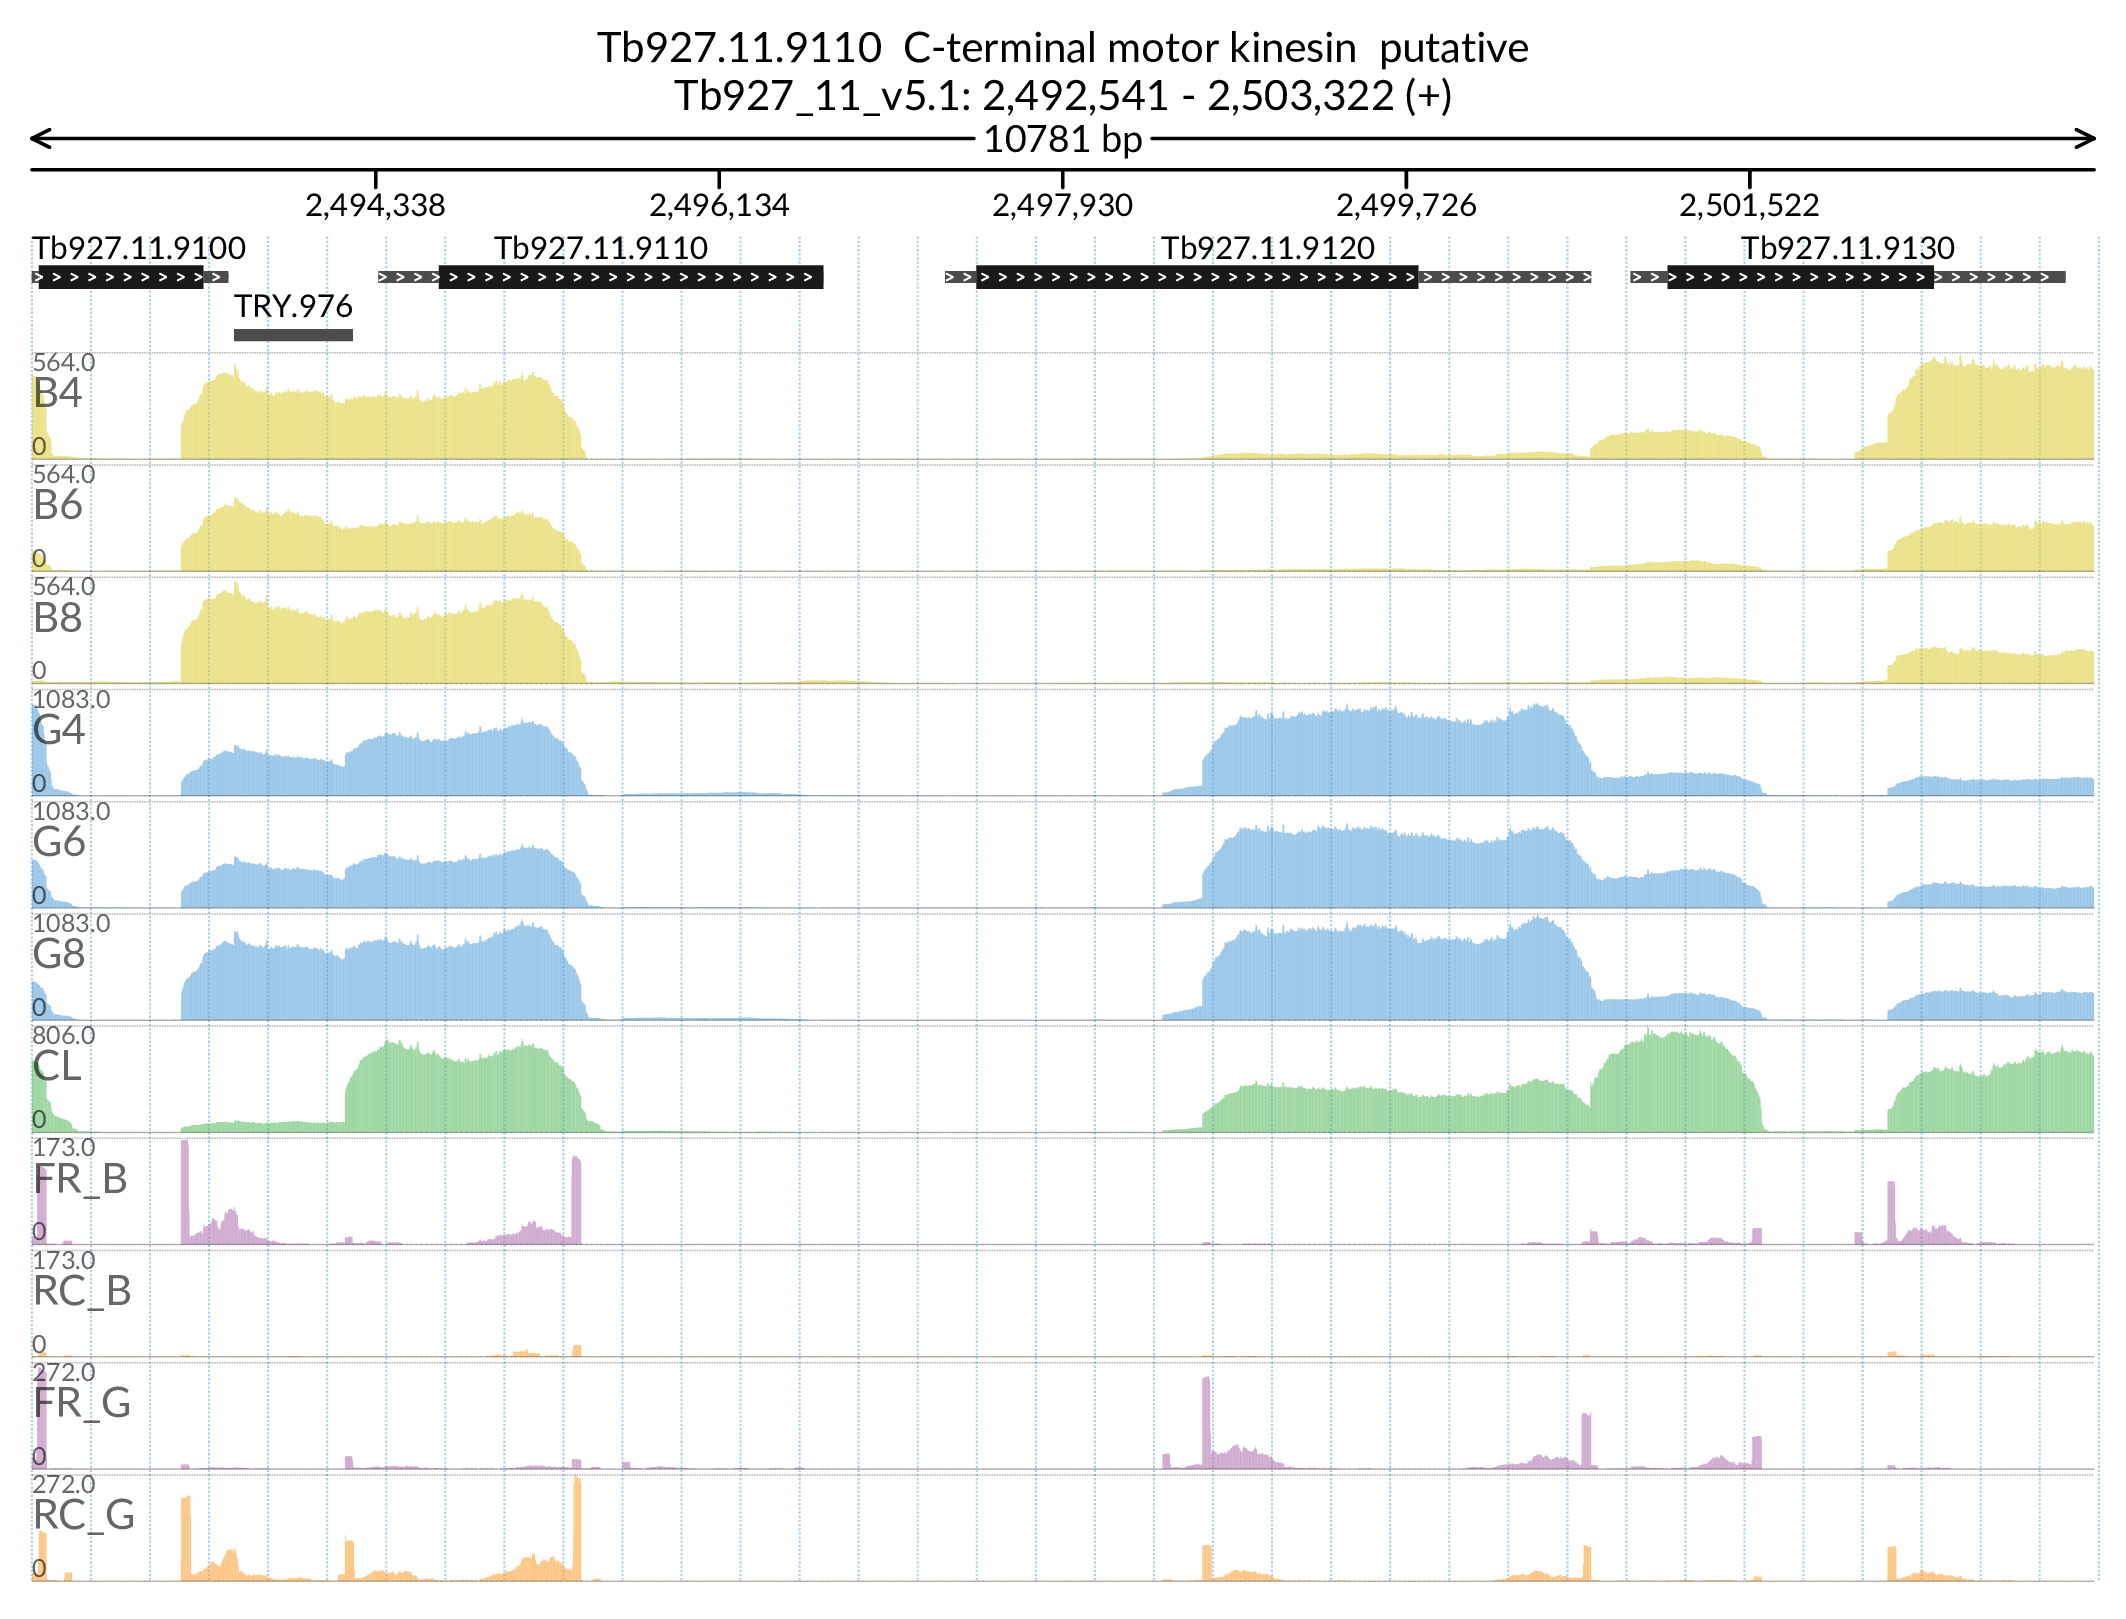 Tb927.11.9110  C-terminal motor kinesin  putative
Tb927_11_v5.1: 2,492,541 - 2,503,322 (+)
10781 bp
2,494,338 2,496,134 2,497,930 2,499,726 2,501,522
Tb927.11.9100 Tb927.11.9110 Tb927.11.9120 Tb927.11.9130
TRY.976
564.0
B4
0
564.0
B6
0
564.0
B8
0
1083.0
G4
0
1083.0
G6
0
1083.0
G8
0
806.0
CL
0
173.0
FR_B
0
173.0
RC_B
0
272.0
FR_G
0
272.0
RC_G
0